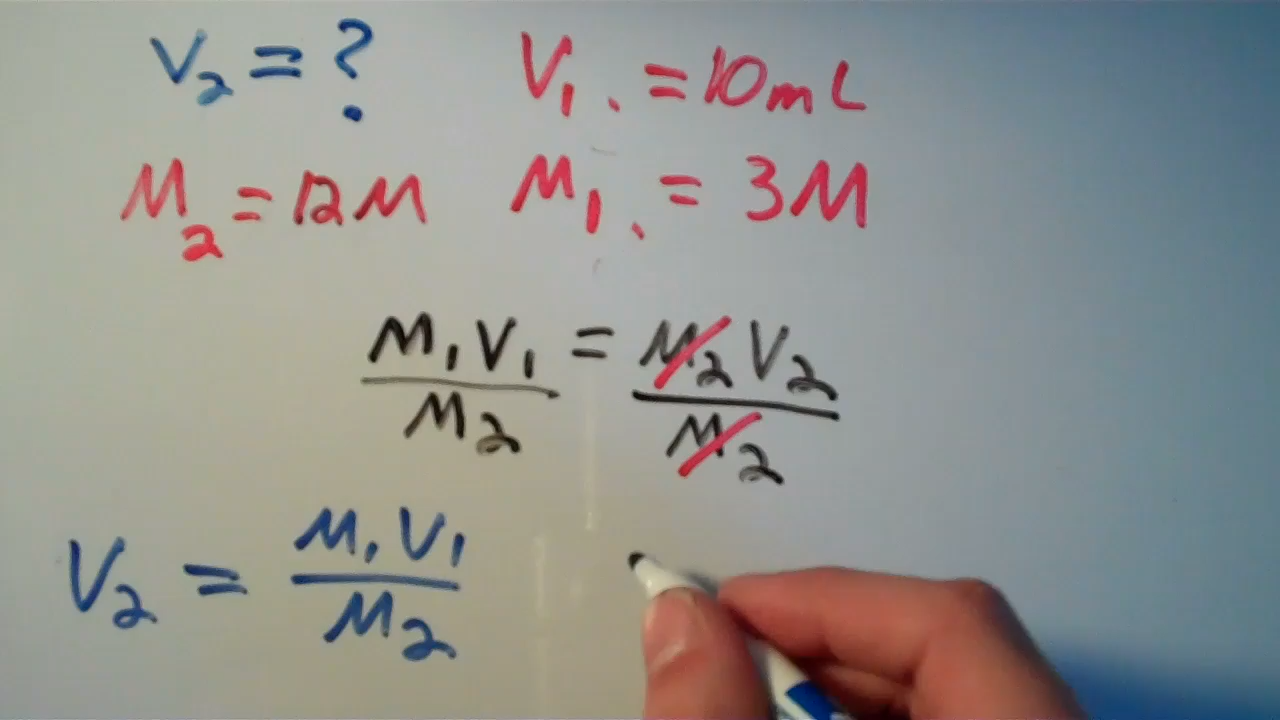 V₂ = ? V₁. = 10mL
M₂ = 12M M₁. = 3M
M₁V₁ = M₂V₂
M₂ M₂
V₂ = M₁V₁
M₂